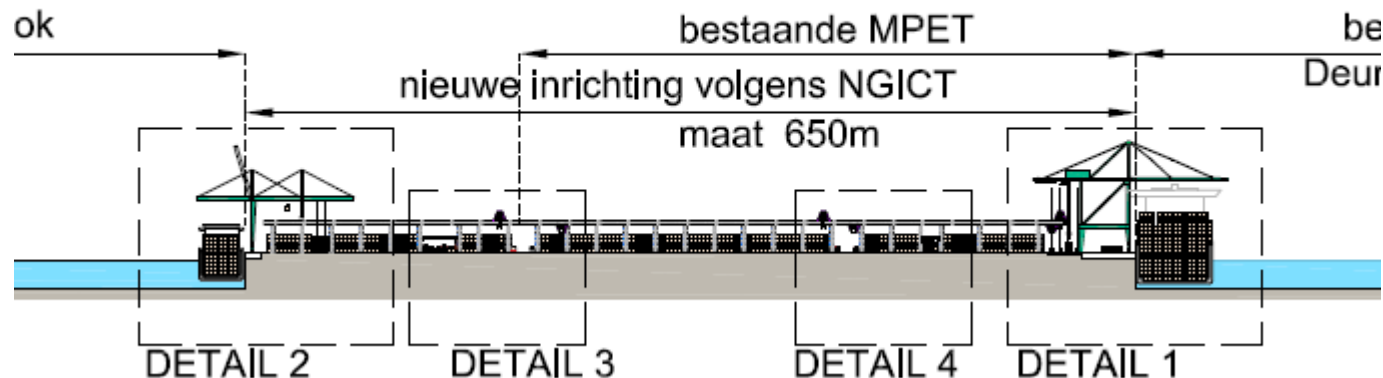 ok
bestaande MPET
be
nieuwe inrichting volgens NGICT
Deur
maat 650m
DETAIL 2
DETAIL 3
DETAIL 4
DETAIL 1